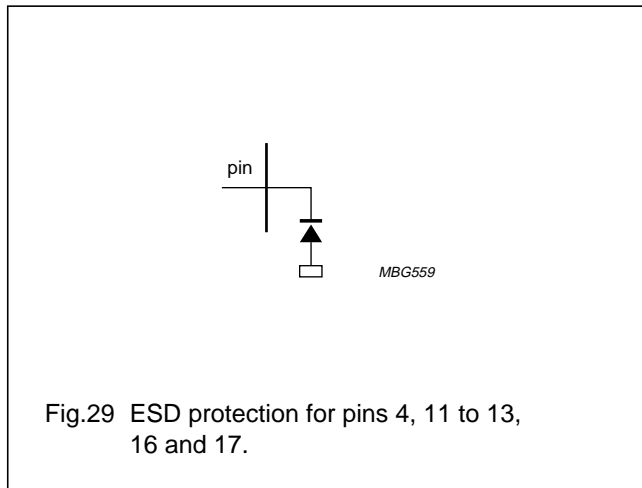 pin
MBG559
Fig.29 ESD protection for pins 4, 11 to 13,
16 and 17.